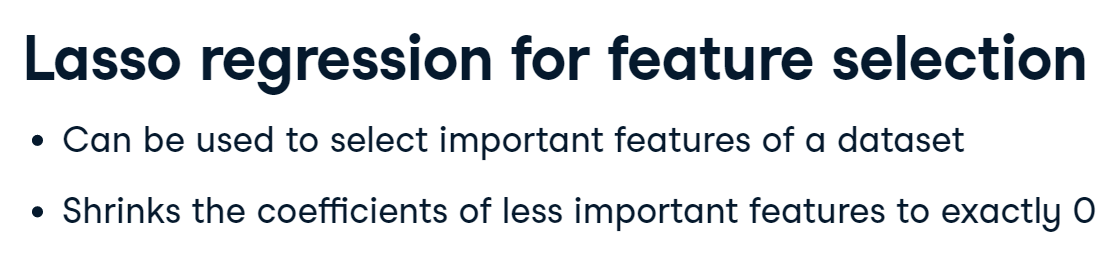 Lasso regression for feature selection
• Can be used to select important features of a dataset
• Shrinks the coefficients of less important features to exactly 0